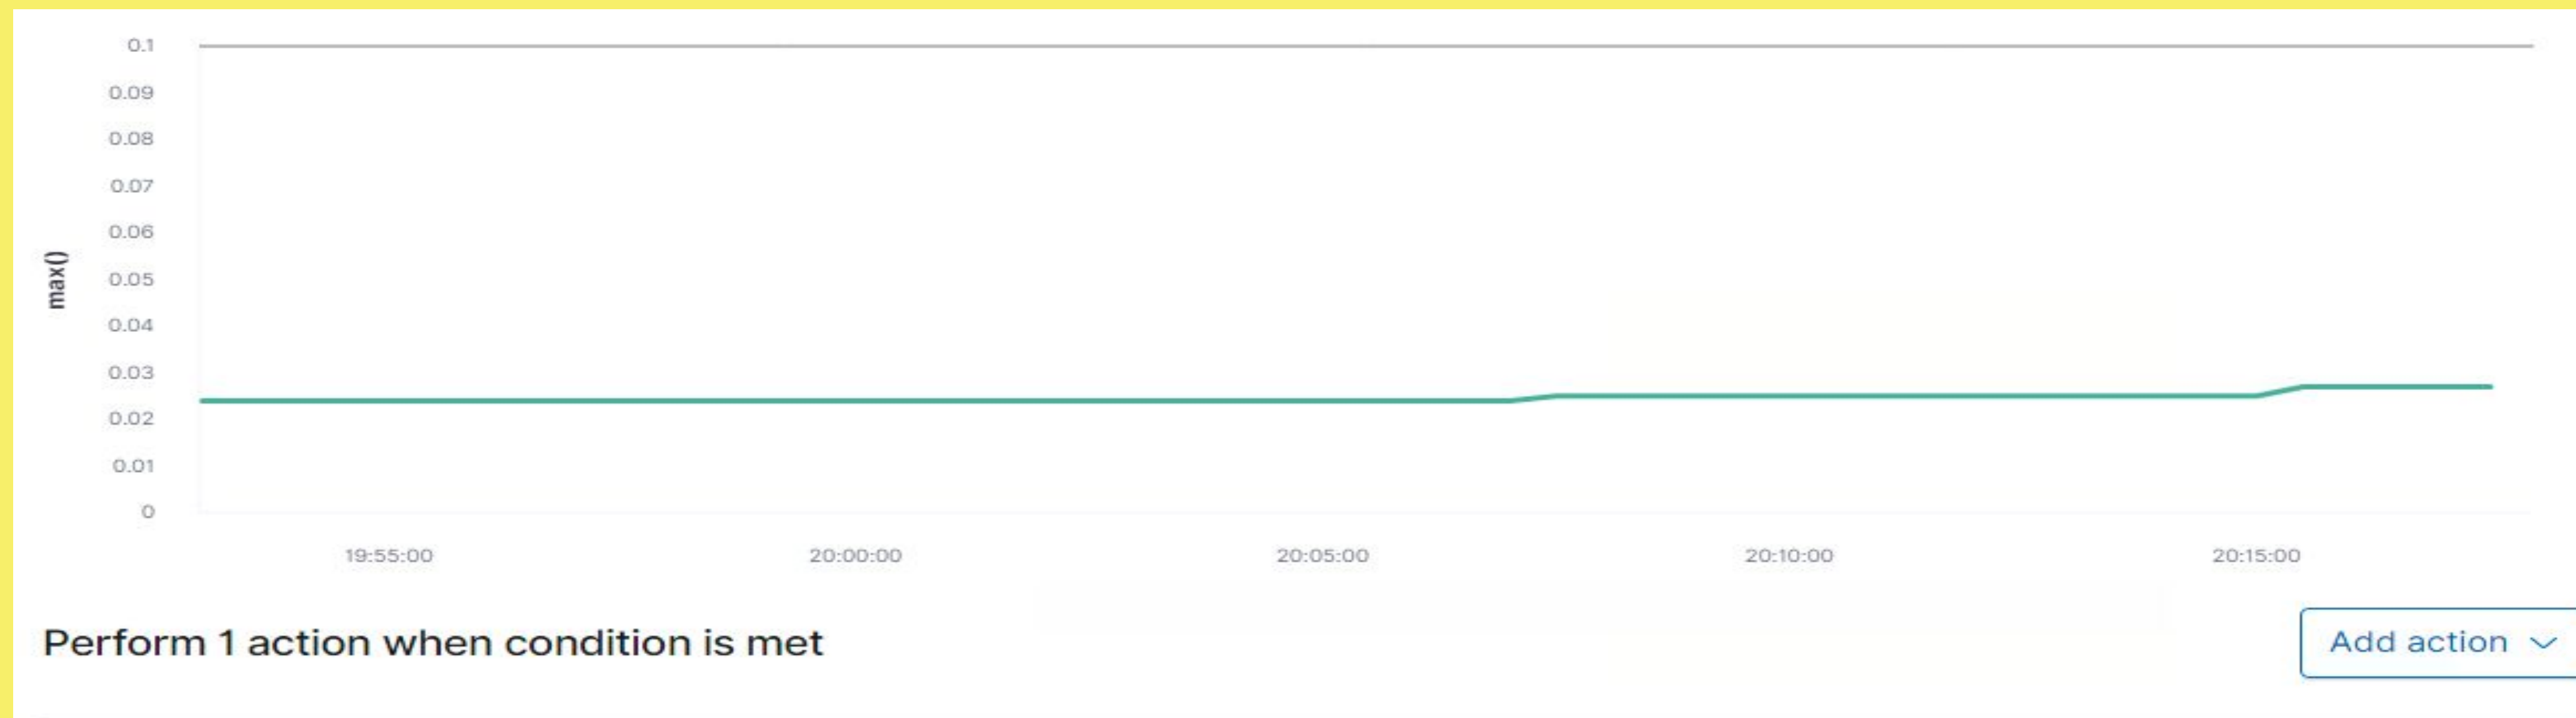 0.1
0.09
0.08
0.07
0.06
0.05
0.04
0.03
0.02
0.01
0
max()
19:55:00 20:00:00 20:05:00 20:10:00 20:15:00
Perform 1 action when condition is met
Add action